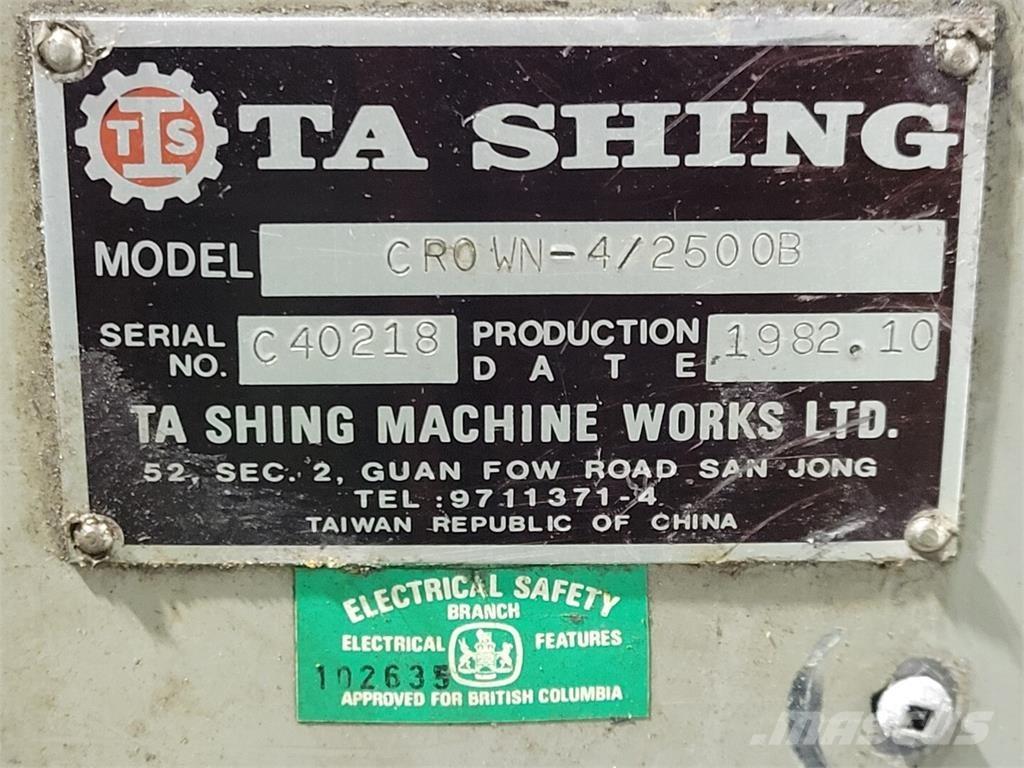 TIS TA SHING
MODEL CROWN-4/2500B
SERIAL NO. C40218 PRODUCTION DATE 1982.10
TA SHING MACHINE WORKS LTD.
52, SEC. 2, GUAN FOW ROAD SAN JONG
TEL :9711371-4
TAIWAN REPUBLIC OF CHINA
ELECTRICAL SAFETY
BRANCH
ELECTRICAL FEATURES
102635
APPROVED FOR BRITISH COLUMBIA
MASCUS